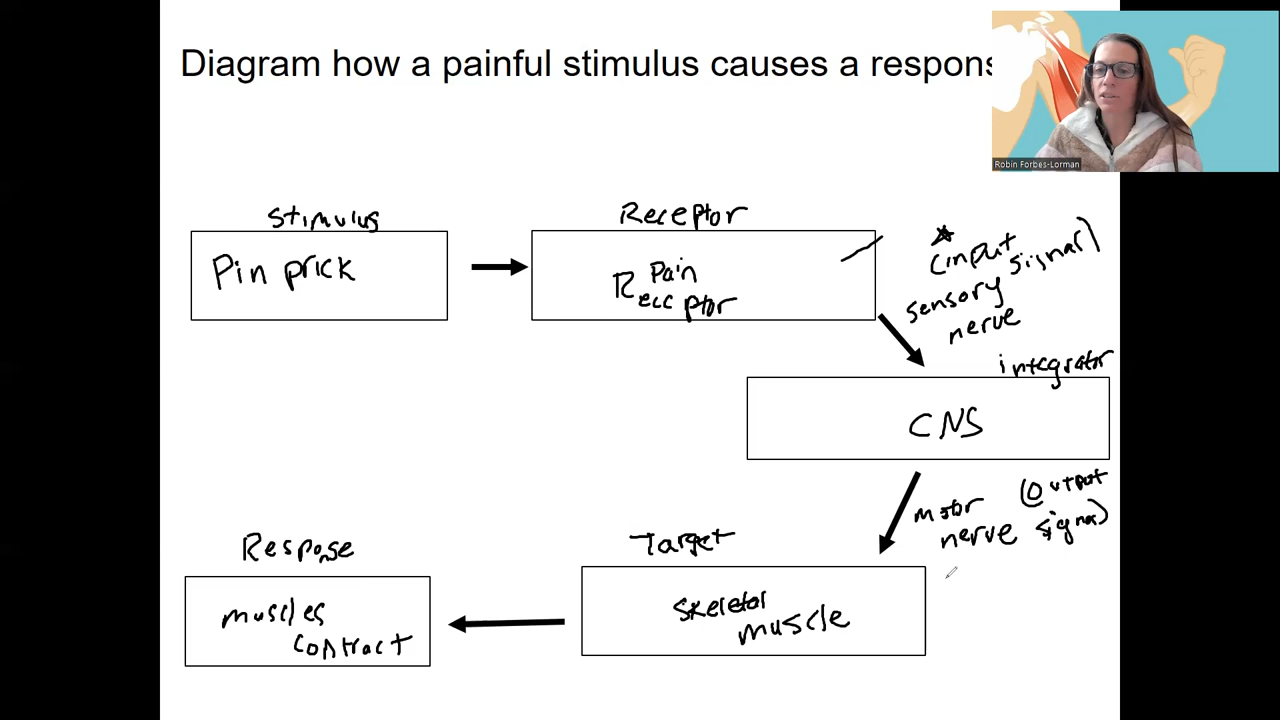 Diagram how a painful stimulus causes a respons
Robin Forbes-Lorman
Stimulus
Pin prick
Receptor
Pain
Receptor
(input
signal)
sensory
nerve
integrator
CNS
motor
nerve
(Output
signal)
Target
skeletal
muscle
Response
muscles
contract